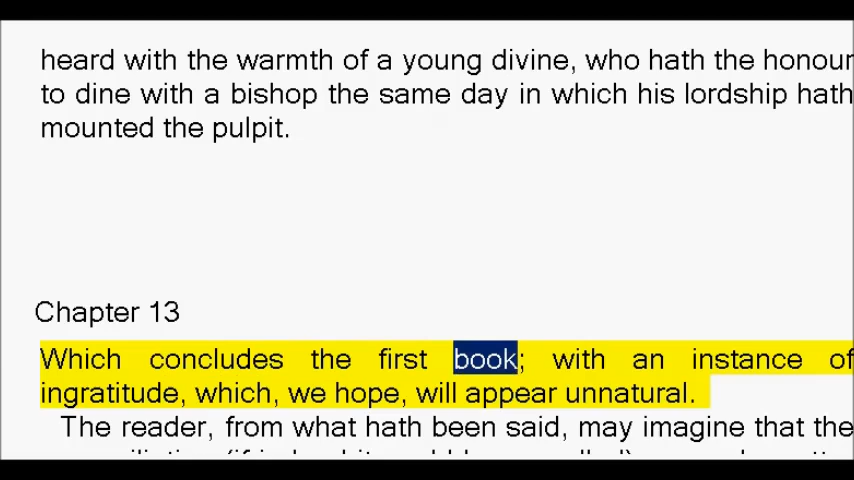 heard with the warmth of a young divine, who hath the honour
to dine with a bishop the same day in which his lordship hath
mounted the pulpit.
Chapter 13
Which concludes the first book; with an instance of
ingratitude, which, we hope, will appear unnatural.
The reader, from what hath been said, may imagine that the